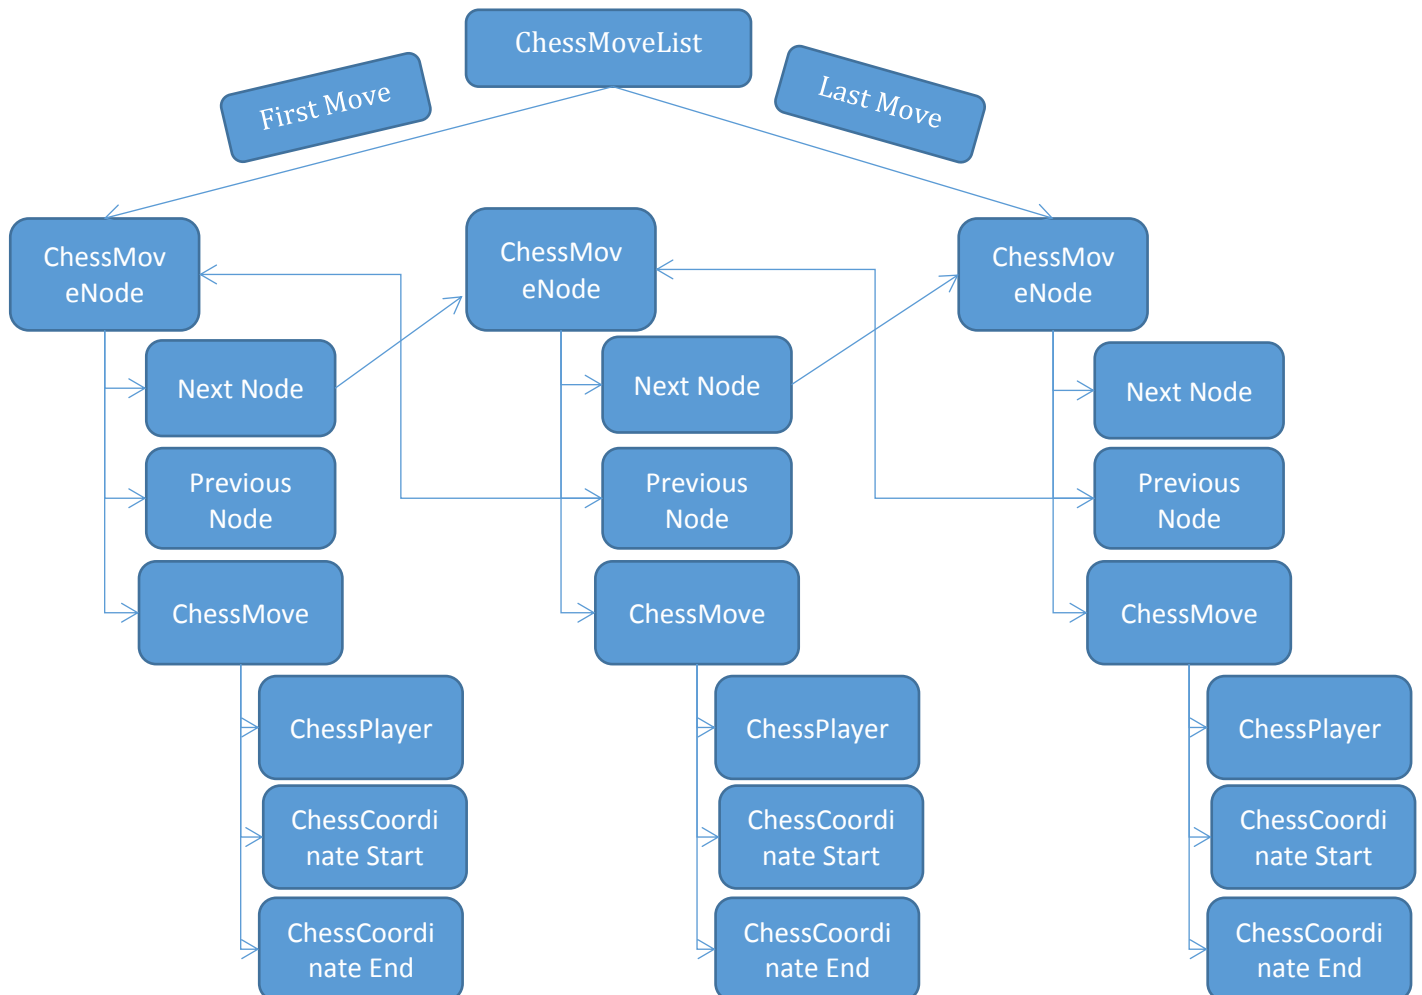 ChessMoveList
First Move
Last Move
ChessMov
eNode
Next Node
Previous
Node
ChessMove
ChessPlayer
ChessCoordi
nate Start
ChessCoordi
nate End
ChessMov
eNode
Next Node
Previous
Node
ChessMove
ChessPlayer
ChessCoordi
nate Start
ChessCoordi
nate End
ChessMov
eNode
Next Node
Previous
Node
ChessMove
ChessPlayer
ChessCoordi
nate Start
ChessCoordi
nate End